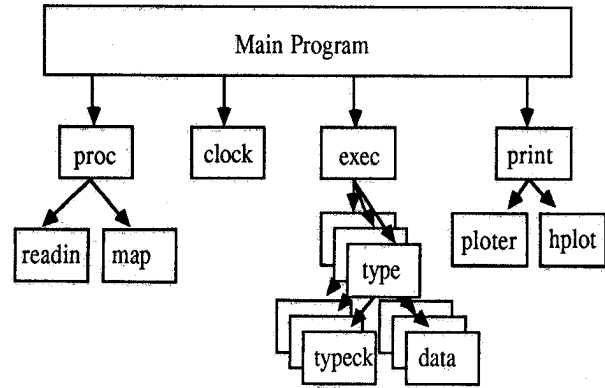 Main Program
proc clock exec print
readin map type ploter hplot
typeck data